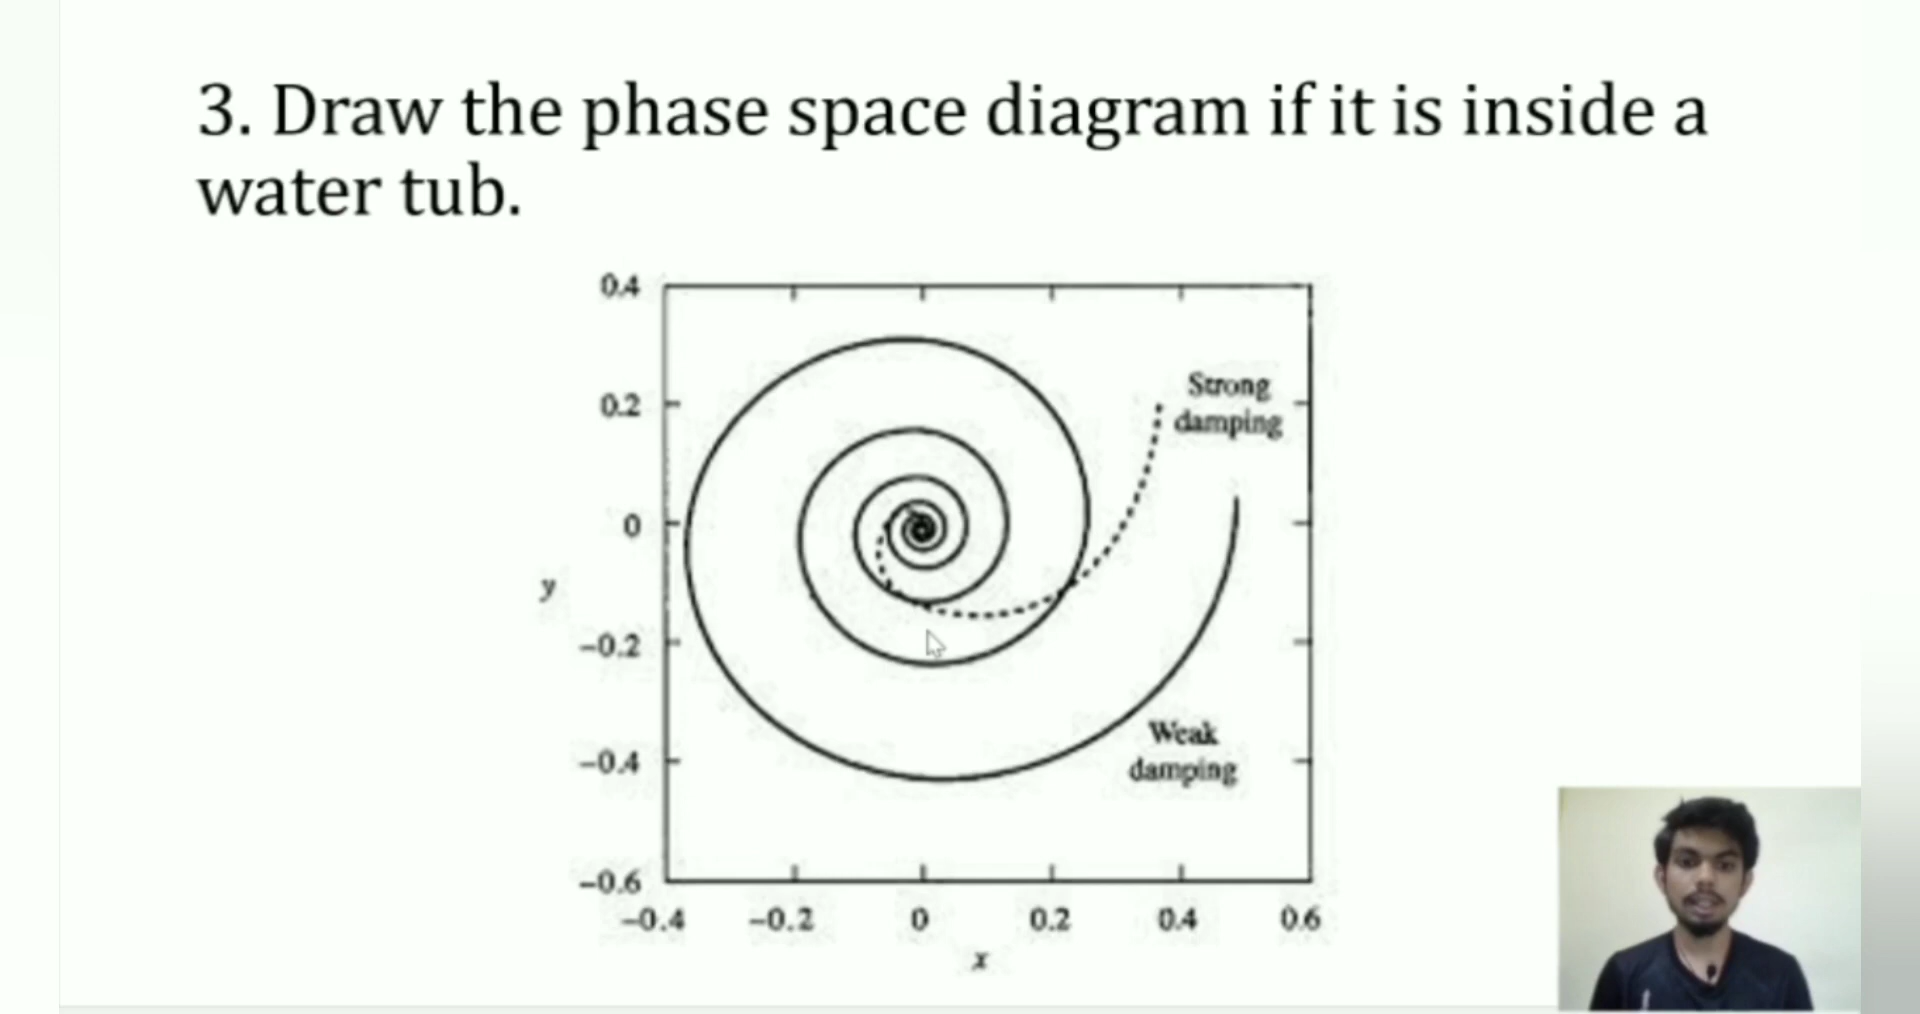 3. Draw the phase space diagram if it is inside a
water tub.
0.4
Strong
damping
0.2
0
y
−0.2
Weak
damping
−0.4
−0.6
−0.4 −0.2 0 0.2 0.4 0.6
x